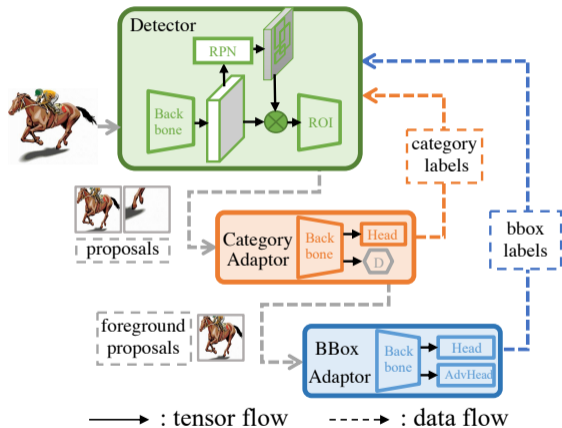 Detector
RPN
Back
bone
ROI
category
labels
bbox
labels
proposals
Category
Adaptor
Back
bone
Head
D
foreground
proposals
BBox
Adaptor
Back
bone
Head
AdvHead
: tensor flow
: data flow